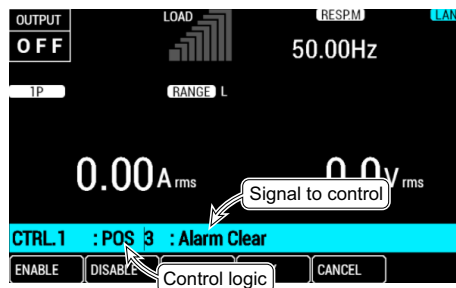 OUTPUT
OFF
LOAD
RESP.M
LAN
50.00Hz
1P
RANGE L
0.00 A rms
0.0 V rms
Signal to control
CTRL.1 : POS 3 : Alarm Clear
ENABLE DISABLE CANCEL
Control logic